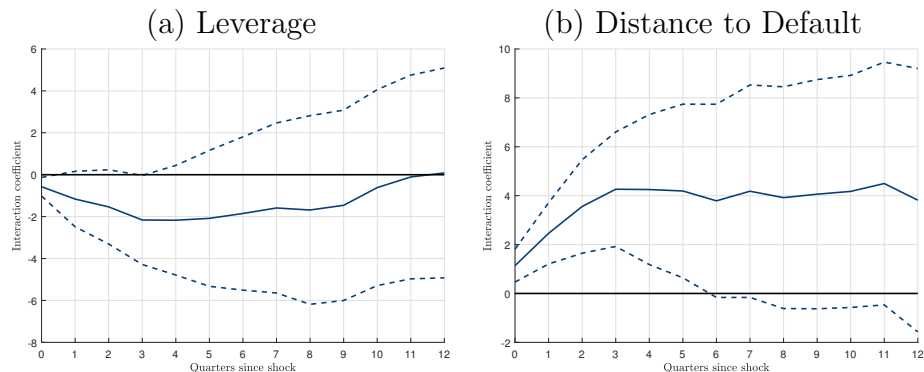 (a) Leverage
6
4
2
0
-2
-4
-6
-8
Interaction coefficient
0 1 2 3 4 5 6 7 8 9 10 11 12
Quarters since shock
(b) Distance to Default
10
8
6
4
2
0
-2
Interaction coefficient
0 1 2 3 4 5 6 7 8 9 10 11 12
Quarters since shock